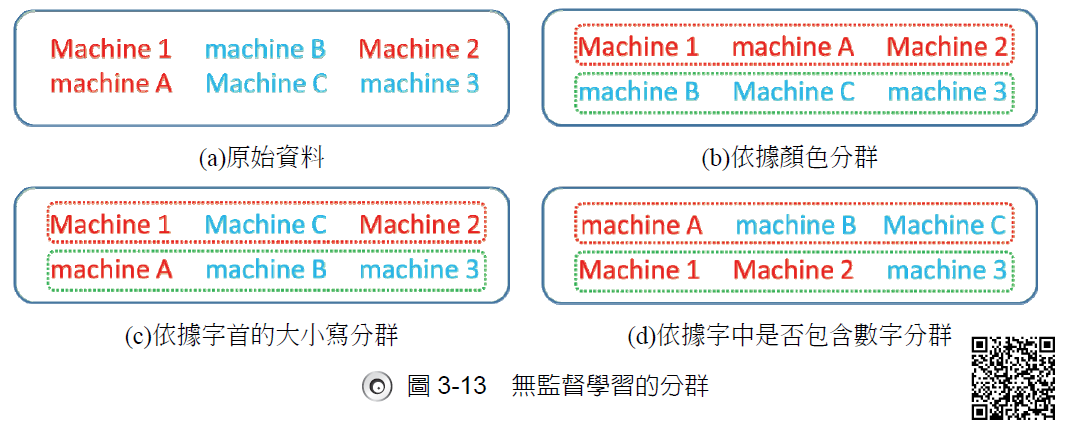 Machine 1 machine B Machine 2
machine A Machine C machine 3
(a)原始資料
Machine 1 machine A Machine 2
machine B Machine C machine 3
(b)依據顏色分群
Machine 1 Machine C Machine 2
machine A machine B machine 3
(c)依據字首的大小寫分群
machine A machine B Machine C
Machine 1 Machine 2 machine 3
(d)依據字中是否包含數字分群
圖 3-13 無監督學習的分群